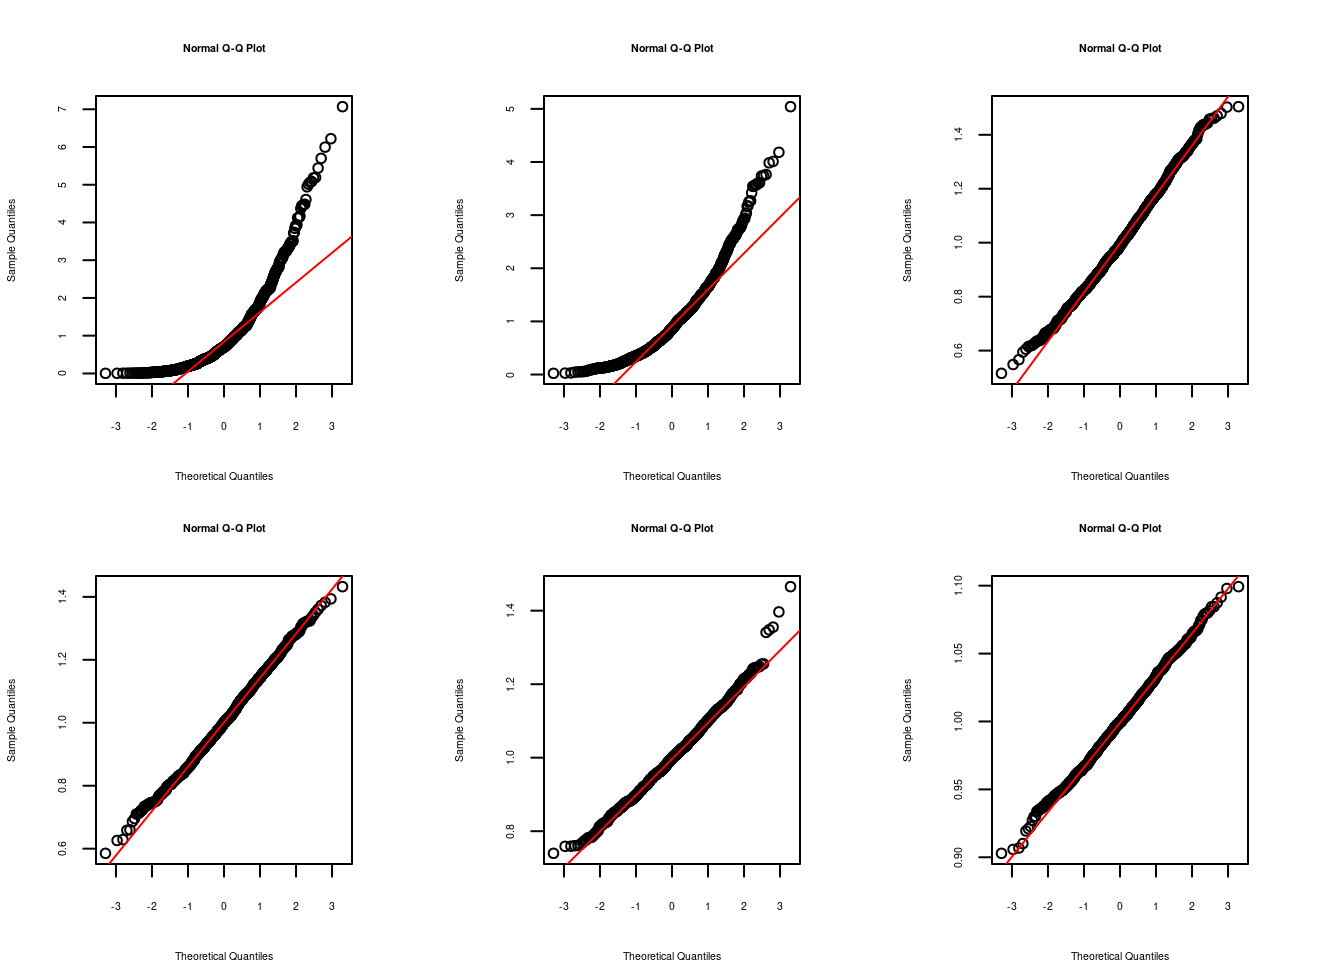 Normal Q-Q Plot
Sample Quantiles
7
6
5
4
3
2
1
0
-3 -2 -1 0 1 2 3
Theoretical Quantiles
Normal Q-Q Plot
Sample Quantiles
5
4
3
2
1
0
-3 -2 -1 0 1 2 3
Theoretical Quantiles
Normal Q-Q Plot
Sample Quantiles
1.4
1.2
1.0
0.8
0.6
-3 -2 -1 0 1 2 3
Theoretical Quantiles
Normal Q-Q Plot
Sample Quantiles
1.4
1.2
1.0
0.8
0.6
-3 -2 -1 0 1 2 3
Theoretical Quantiles
Normal Q-Q Plot
Sample Quantiles
1.4
1.2
1.0
0.8
-3 -2 -1 0 1 2 3
Theoretical Quantiles
Normal Q-Q Plot
Sample Quantiles
1.10
1.05
1.00
0.95
0.90
-3 -2 -1 0 1 2 3
Theoretical Quantiles